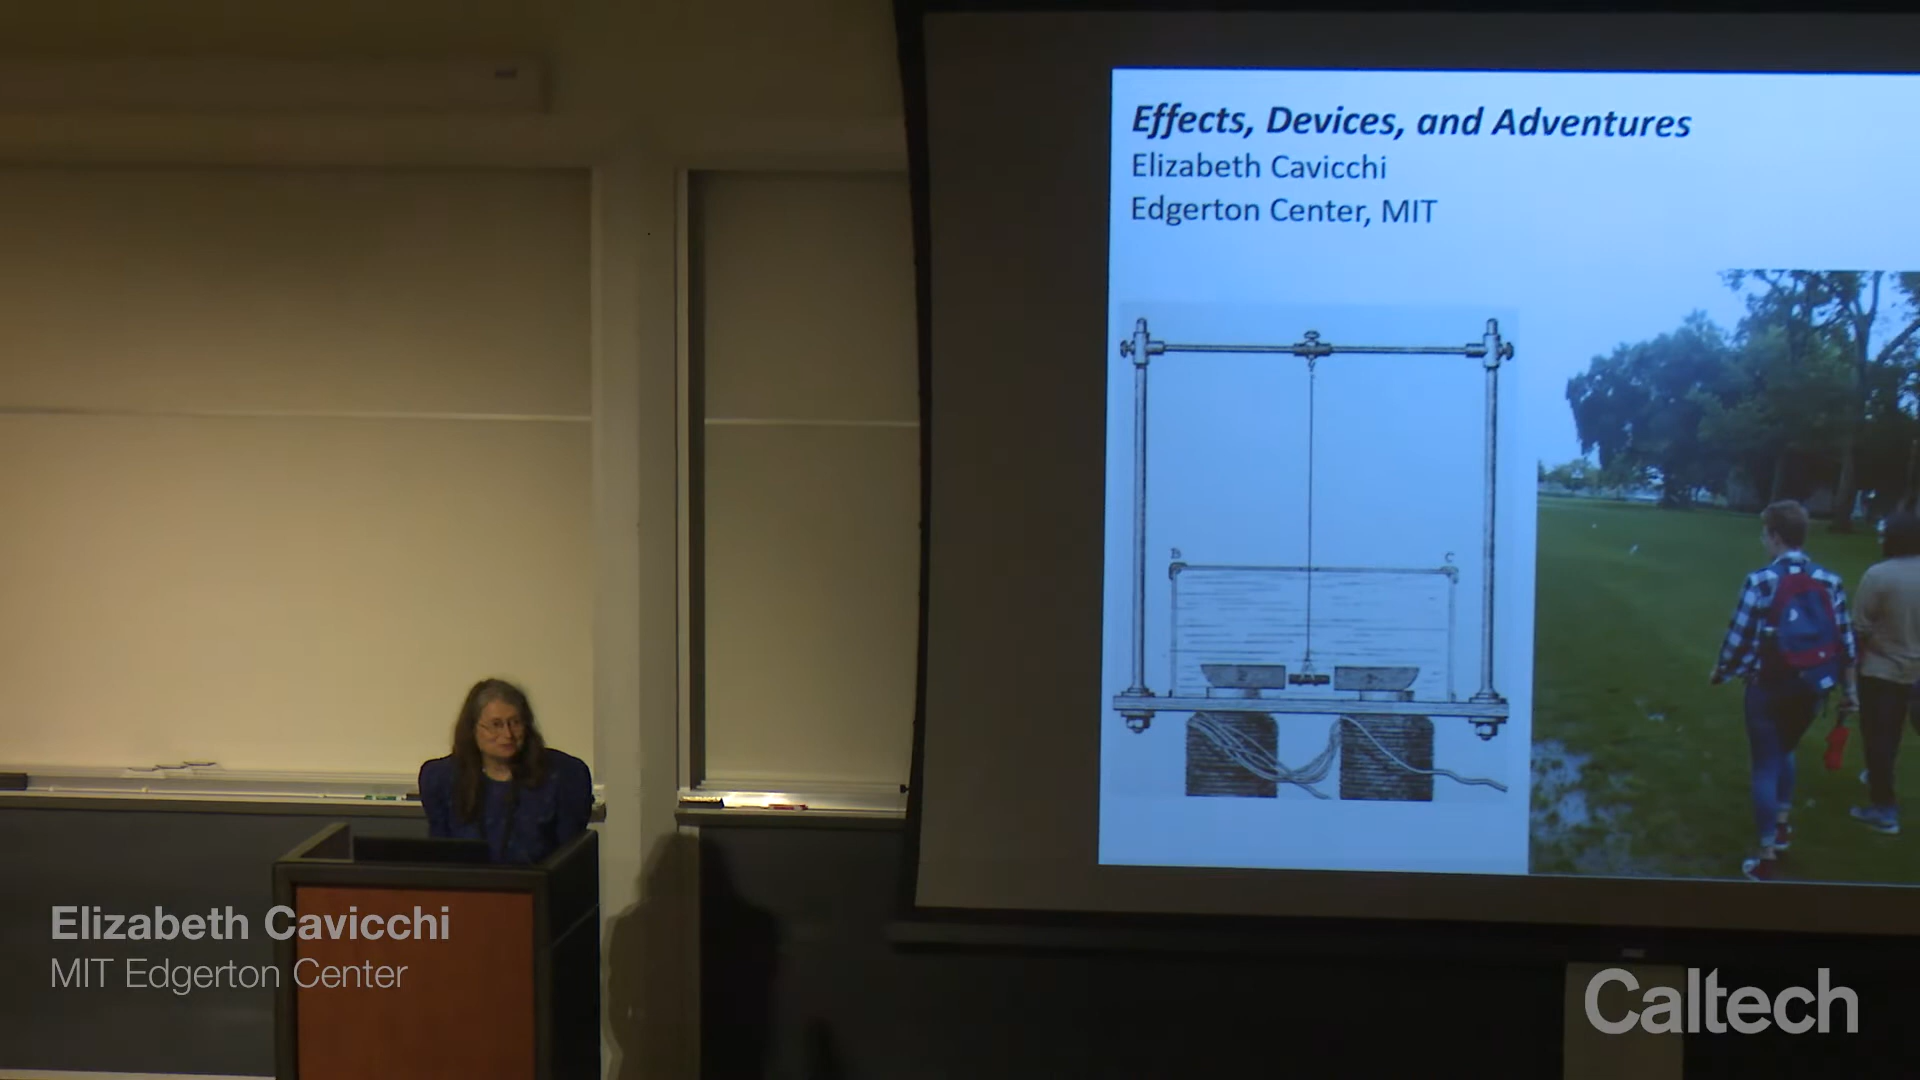 Effects, Devices, and Adventures
Elizabeth Cavicchi
Edgerton Center, MIT
B
C
Elizabeth Cavicchi
MIT Edgerton Center
Caltech